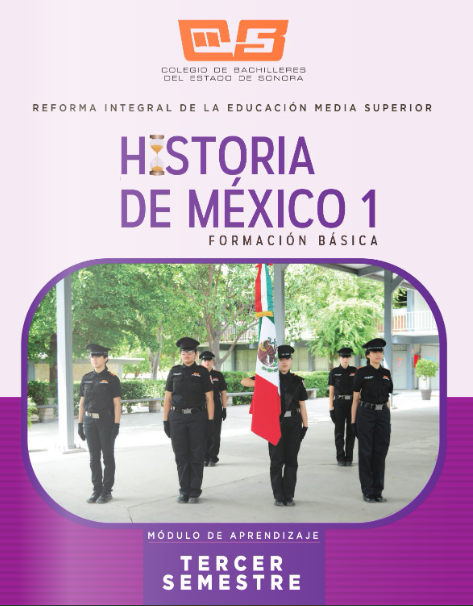 COLEGIO DE BACHILLERES
DEL ESTADO DE SONORA
REFORMA INTEGRAL DE LA EDUCACIÓN MEDIA SUPERIOR
HISTORIA
DE MÉXICO 1
FORMACIÓN BÁSICA
MÓDULO DE APRENDIZAJE
TERCER
SEMESTRE